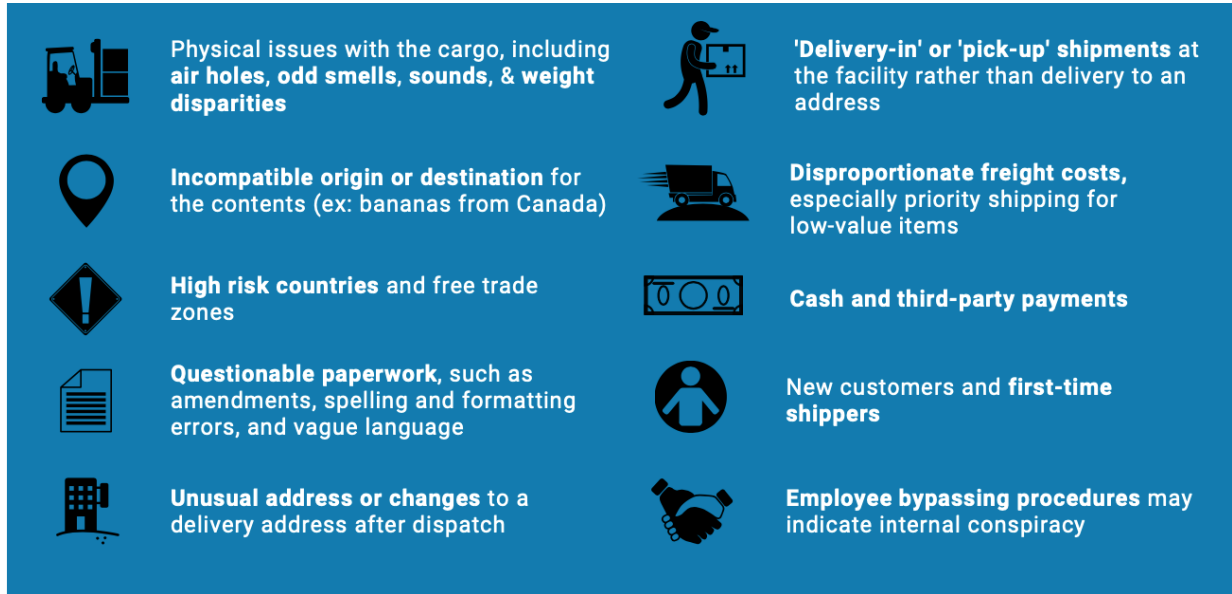 Physical issues with the cargo, including
air holes, odd smells, sounds, & weight
disparities
Incompatible origin or destination for
the contents (ex: bananas from Canada)
High risk countries and free trade
zones
Questionable paperwork, such as
amendments, spelling and formatting
errors, and vague language
Unusual address or changes to a
delivery address after dispatch
'Delivery-in' or 'pick-up' shipments at
the facility rather than delivery to an
address
Disproportionate freight costs,
especially priority shipping for
low-value items
Cash and third-party payments
New customers and first-time
shippers
Employee bypassing procedures may
indicate internal conspiracy